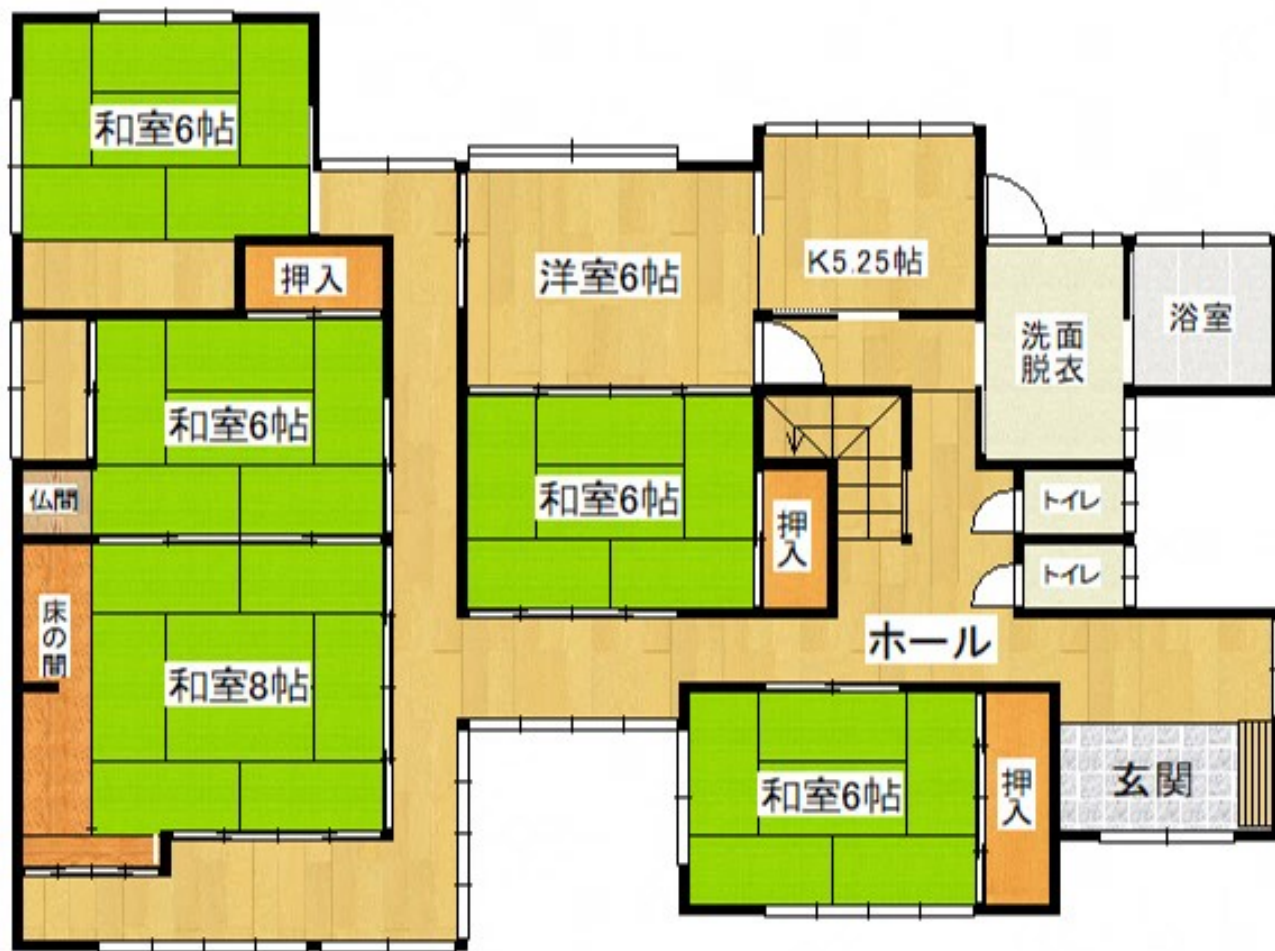 和室6帖
K5.25帖
押入
洋室6帖
浴室
洗面
脱衣
和室6帖
仏間
和室6帖
トイレ
押入
トイレ
床の間
ホール
和室8帖
和室6帖
押入
玄関